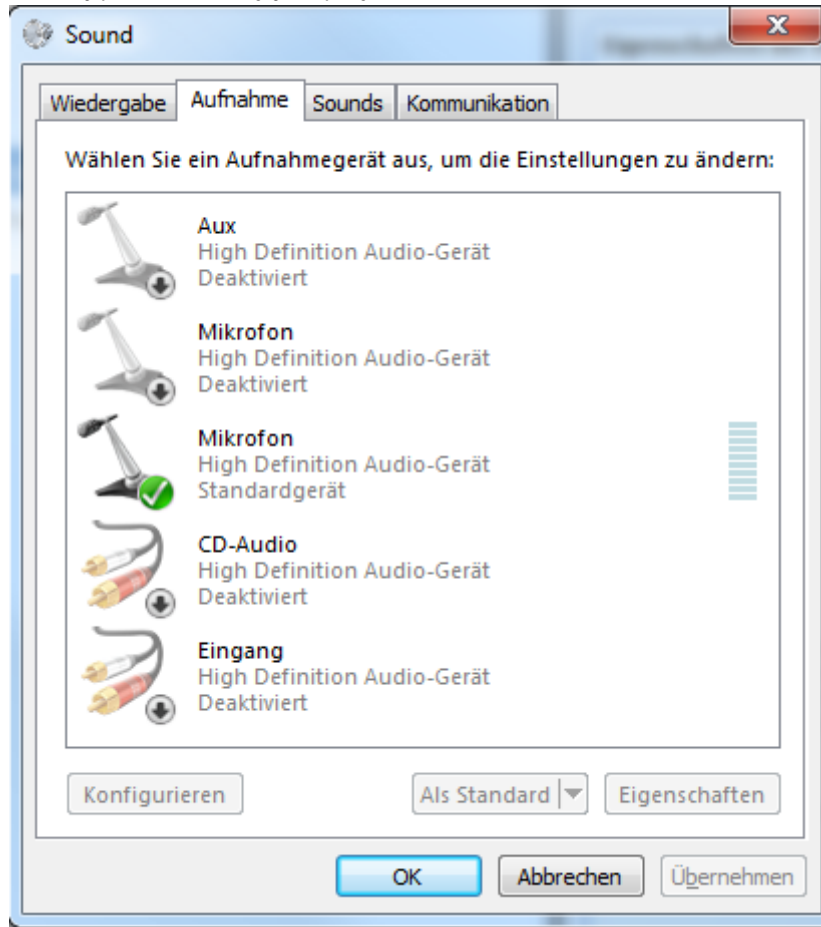 Sound
Wiedergabe Aufnahme Sounds Kommunikation
Wählen Sie ein Aufnahmegerät aus, um die Einstellungen zu ändern:
Aux
High Definition Audio-Gerät
Deaktiviert
Mikrofon
High Definition Audio-Gerät
Deaktiviert
Mikrofon
High Definition Audio-Gerät
Standardgerät
CD-Audio
High Definition Audio-Gerät
Deaktiviert
Eingang
High Definition Audio-Gerät
Deaktiviert
Konfigurieren Als Standard Eigenschaften
OK Abbrechen Übernehmen